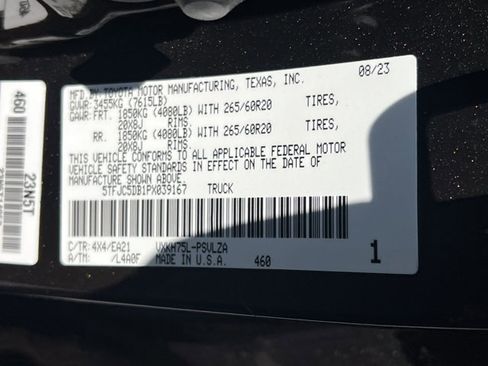 MFD BY: TOYOTA MOTOR MANUFACTURING, TEXAS, INC. 08/23
GVWR: 3455KG (7615LB)
GAWR: FRT. 1850KG (4080LB) WITH 265/60R20 TIRES,
20X8J RIMS.
RR. 1850KG (4080LB) WITH 265/60R20 TIRES,
20X8J RIMS.
THIS VEHICLE CONFORMS TO ALL APPLICABLE FEDERAL MOTOR
VEHICLE SAFETY STANDARDS IN EFFECT ON THE DATE OF
MANUFACTURE ABOVE.
5TFJC5DB1PX039167 TRUCK
C/TR: 4X4/EA21 VXKH75L-PSVLZA
A/TM: /L4A0F MADE IN U.S.A. 460 1
460
23N5T